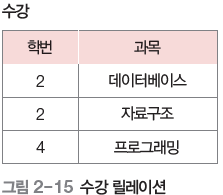 수강
학번 과목
2 데이터베이스
2 자료구조
4 프로그래밍
그림 2-15 수강 릴레이션